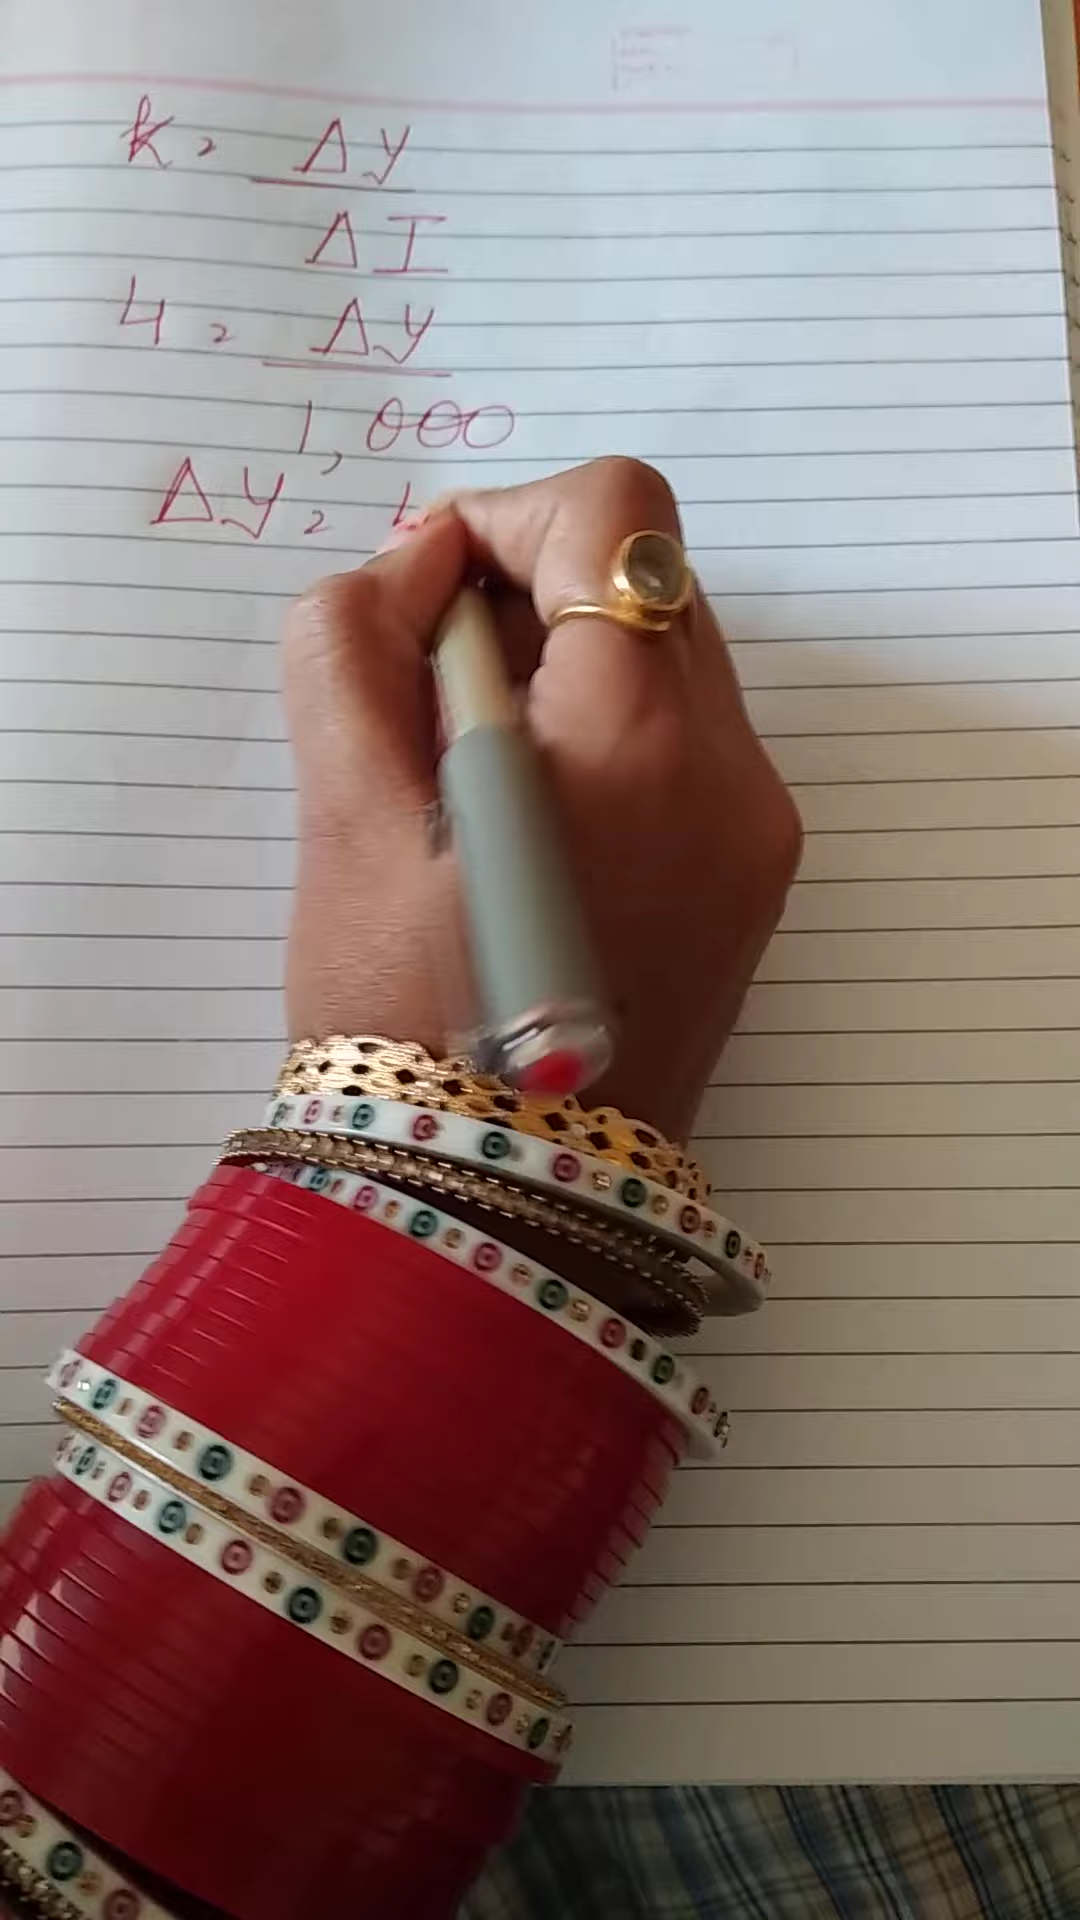 k = ΔY
ΔI
4 = ΔY
1,000
ΔY =